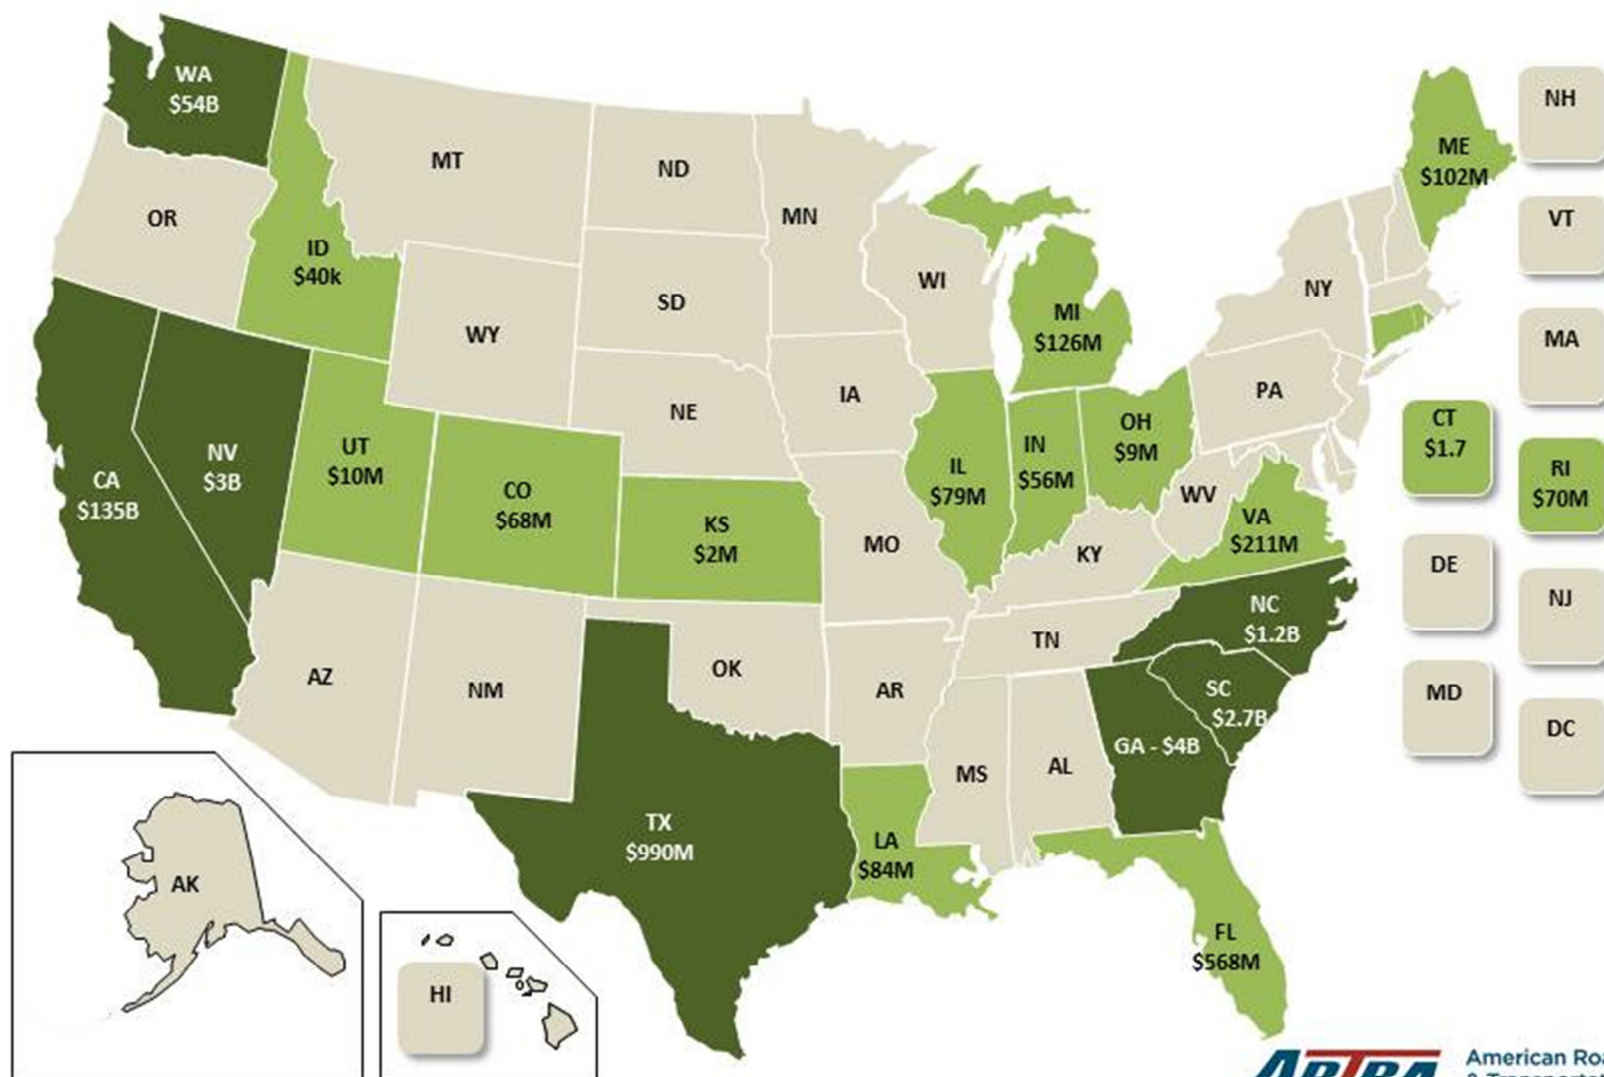 WA
$54B
MT
ND
MN
OR
ID
$40k
WY
SD
WI
MI
$126M
NY
ME
$102M
NH
VT
MA
CA
$135B
NV
$3B
UT
$10M
CO
$68M
NE
KS
$2M
IA
MO
IL
$79M
IN
$56M
OH
$9M
PA
WV
VA
$211M
KY
CT
$1.7
RI
$70M
DE
NJ
MD
DC
AZ
NM
OK
AR
TN
NC
$1.2B
SC
$2.7B
GA - $4B
AL
MS
TX
$990M
LA
$84M
FL
$568M
AK
HI
ARTBA
American